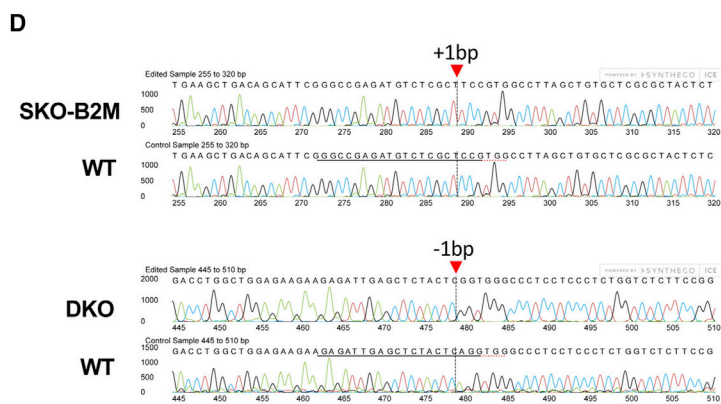 D
+1bp
Edited Sample 255 to 320 bp
POWERED BY SYNTHEGO ICE
TGAAGCTGACAGCATTCGGGCCGAGATGTCTCGCTTCCGTGGCCTTAGCTGTGCTCGCGCTACTCT
SKO-B2M
1000
500
0
255 260 265 270 275 280 285 290 295 300 305 310 315 320
Control Sample 255 to 320 bp
TGAAGCTGACAGCATTCGGGCCGAGATGTCTCGCTCCGTGGCCTTAGCTGTGCTCGCGCTACTCTC
WT
1000
500
0
255 260 265 270 275 280 285 290 295 300 305 310 315 320
-1bp
Edited Sample 445 to 510 bp
POWERED BY SYNTHEGO ICE
GACCTGGCTGGAGAAGAAGAGATTGAGCTCTACTCGGTGGGCCCTCCTCCCTCTGGTCTCTTCCGG
DKO
2000
1000
0
445 450 455 460 465 470 475 480 485 490 495 500 505 510
Control Sample 445 to 510 bp
GACCTGGCTGGAGAAGAAGAGATTGAGCTCTACTCAGGTGGGCCCTCCTCCCTCTGGTCTCTTCCG
WT
1500
1000
500
0
445 450 455 460 465 470 475 480 485 490 495 500 505 510